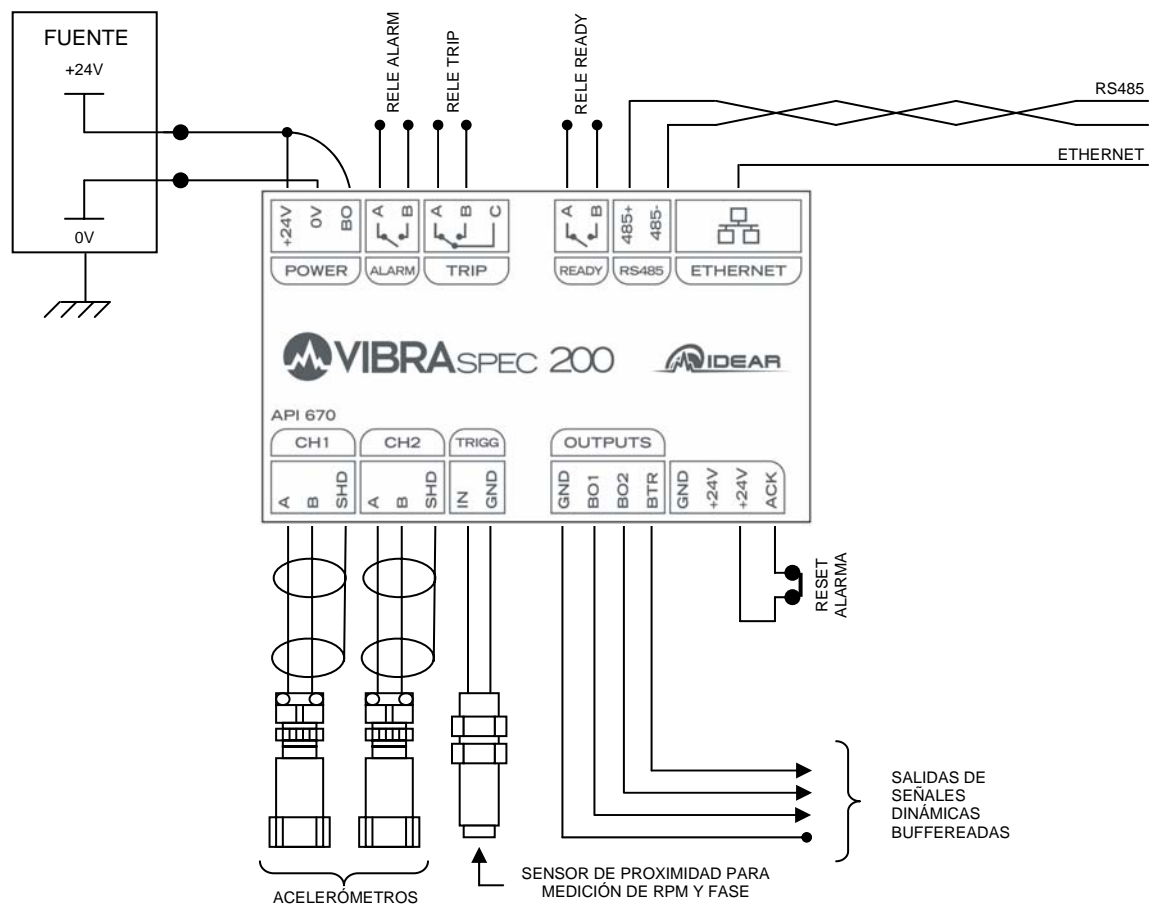 FUENTE
+24V
0V
RELE ALARM
RELE TRIP
RELE READY
RS485
ETHERNET
+24V
0V
BO
A
B
A
B
C
A
B
485+
485-
POWER
ALARM
TRIP
READY
RS485
ETHERNET
VIBRASPEC 200
IDEAR
API 670
CH1
CH2
TRIGG
OUTPUTS
A
B
SHD
A
B
SHD
IN
GND
GND
BO1
BO2
BTR
GND
+24V
+24V
ACK
RESET
ALARMA
SALIDAS DE
SEÑALES
DINÁMICAS
BUFFEREADAS
SENSOR DE PROXIMIDAD PARA
MEDICIÓN DE RPM Y FASE
ACELERÓMETROS